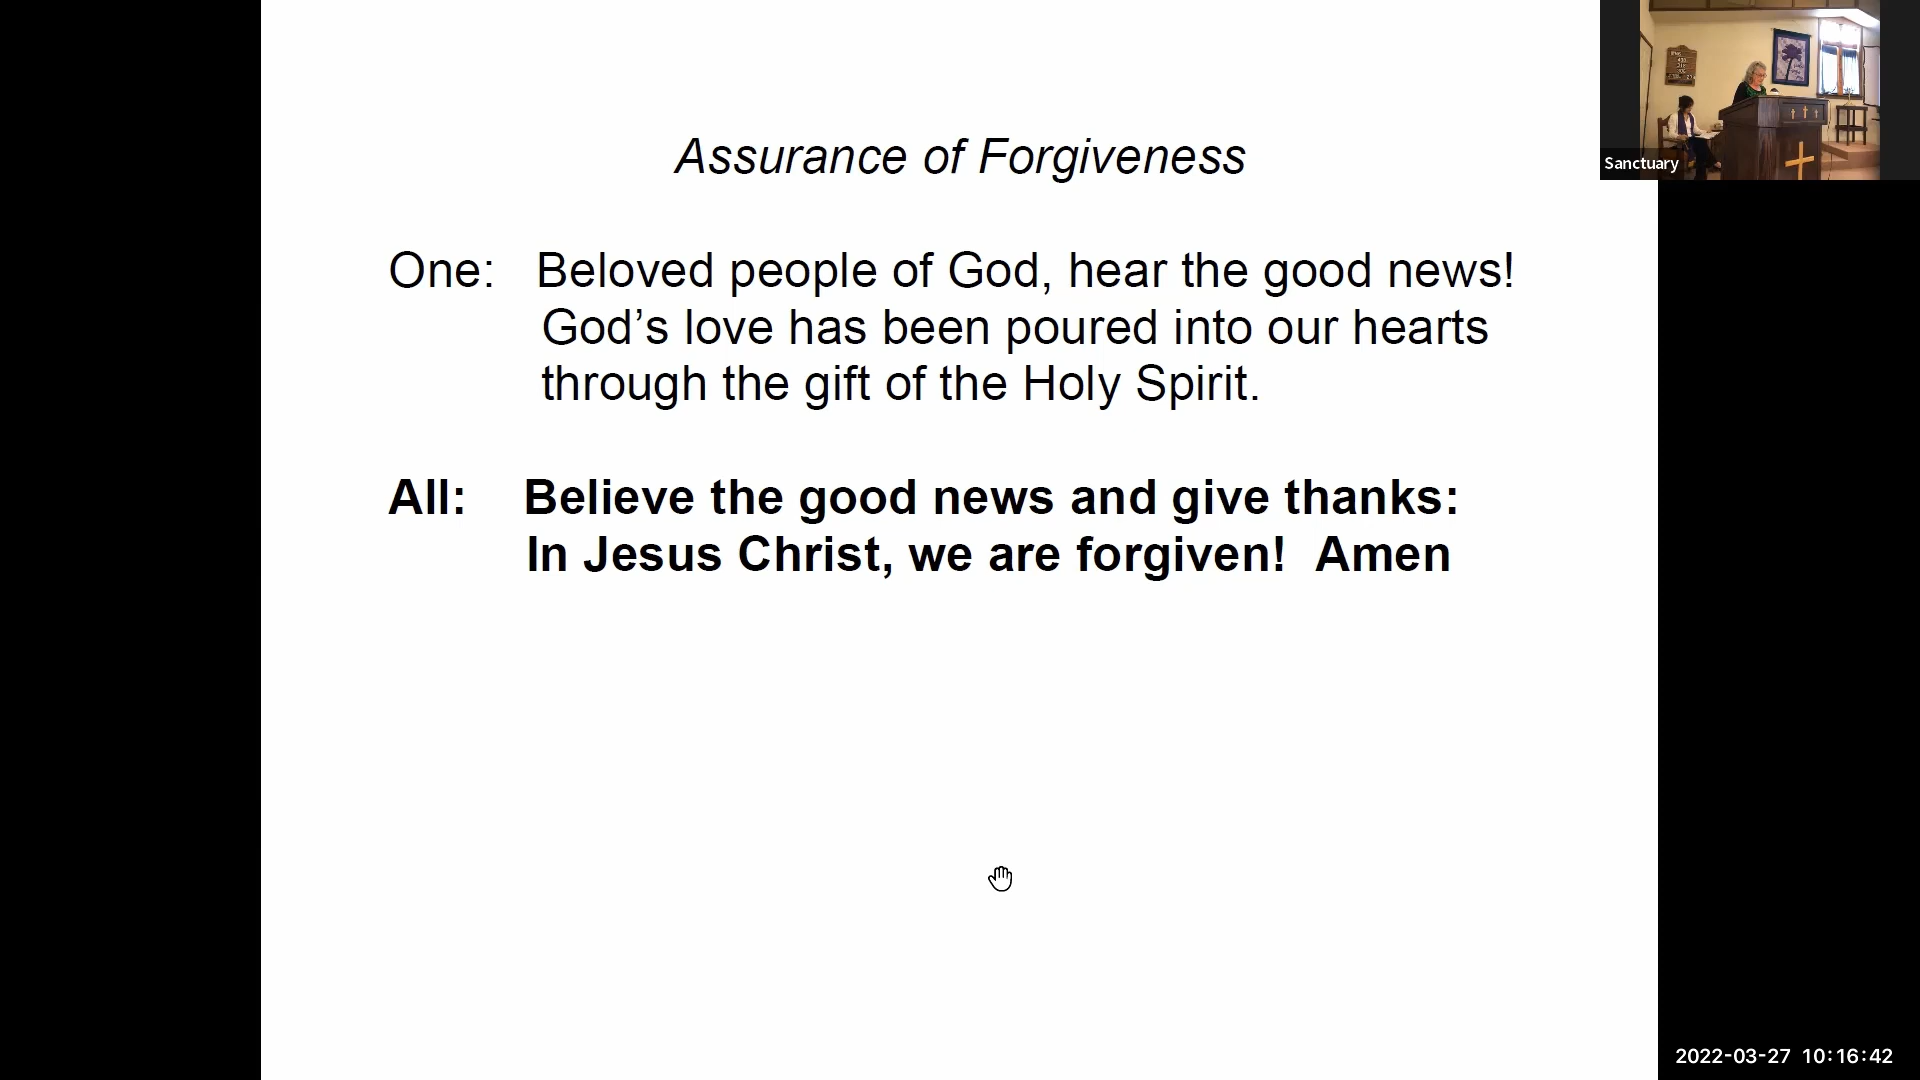 Assurance of Forgiveness
One: Beloved people of God, hear the good news!
God’s love has been poured into our hearts
through the gift of the Holy Spirit.
All: Believe the good news and give thanks:
In Jesus Christ, we are forgiven! Amen
Sanctuary
2022-03-27 10:16:42